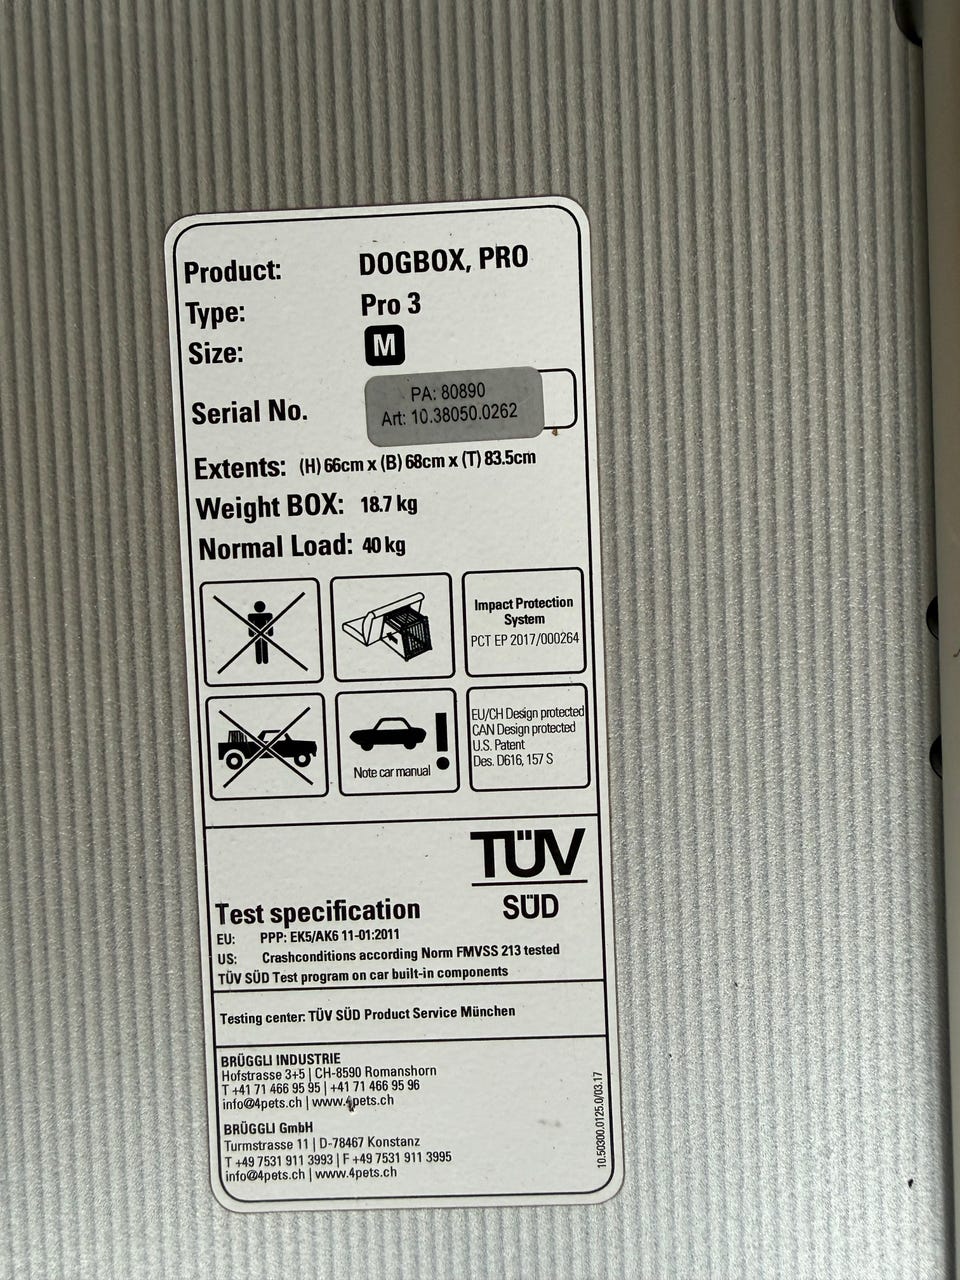 Product: DOGBOX, PRO
Type: Pro 3
Size: M
Serial No. PA: 80890
Art: 10.38050.0262
Extents: (H) 66cm x (B) 68cm x (T) 83.5cm
Weight BOX: 18.7 kg
Normal Load: 40 kg
Impact Protection
System
PCT EP 2017/000264
Note car manual
EU/CH Design protected
CAN Design protected
U.S. Patent
Des. D616, 157 S
TÜV
SÜD
Test specification
EU: PPP: EK5/AK6 11-01:2011
US: Crashconditions according Norm FMVSS 213 tested
TÜV SÜD Test program on car built-in components
Testing center: TÜV SÜD Product Service München
BRÜGGLI INDUSTRIE
Hofstrasse 3+5 | CH-8590 Romanshorn
T +41 71 466 95 95 | +41 71 466 95 96
info@4pets.ch | www.4pets.ch
BRÜGGLI GmbH
Turmstrasse 11 | D-78467 Konstanz
T +49 7531 911 3993 | F +49 7531 911 3995
info@4pets.ch | www.4pets.ch
10.50300.0125.0/03.17